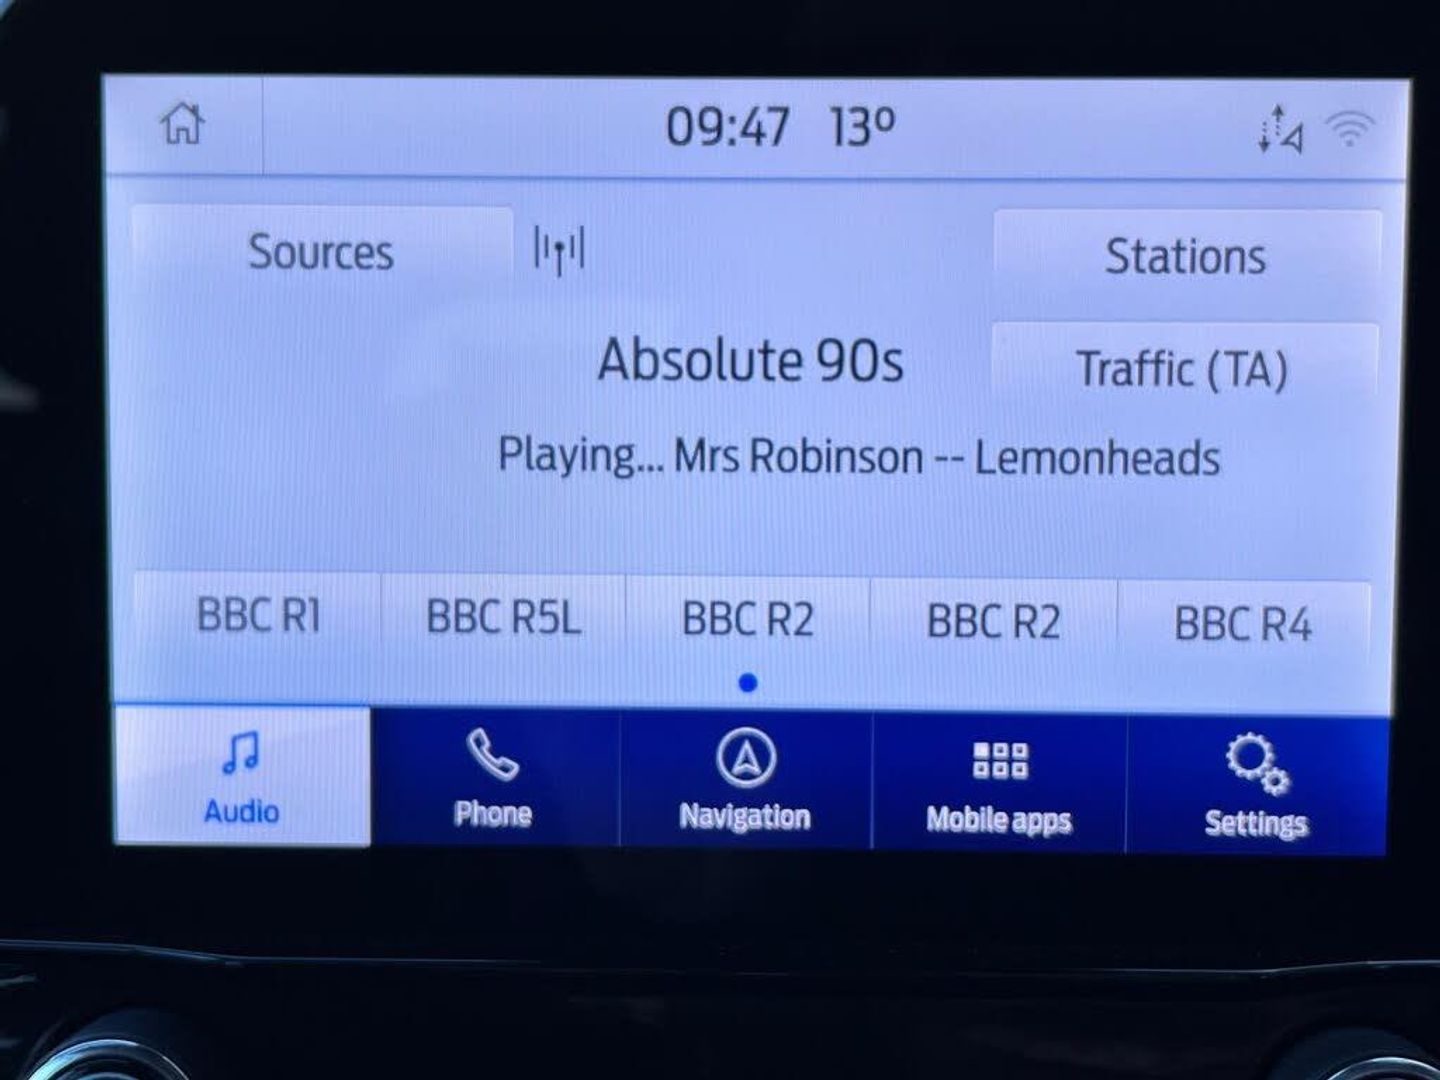 09:47 13º
Sources
Stations
Absolute 90s
Traffic (TA)
Playing... Mrs Robinson -- Lemonheads
BBC R1
BBC R5L
BBC R2
BBC R2
BBC R4
Audio
Phone
Navigation
Mobile apps
Settings